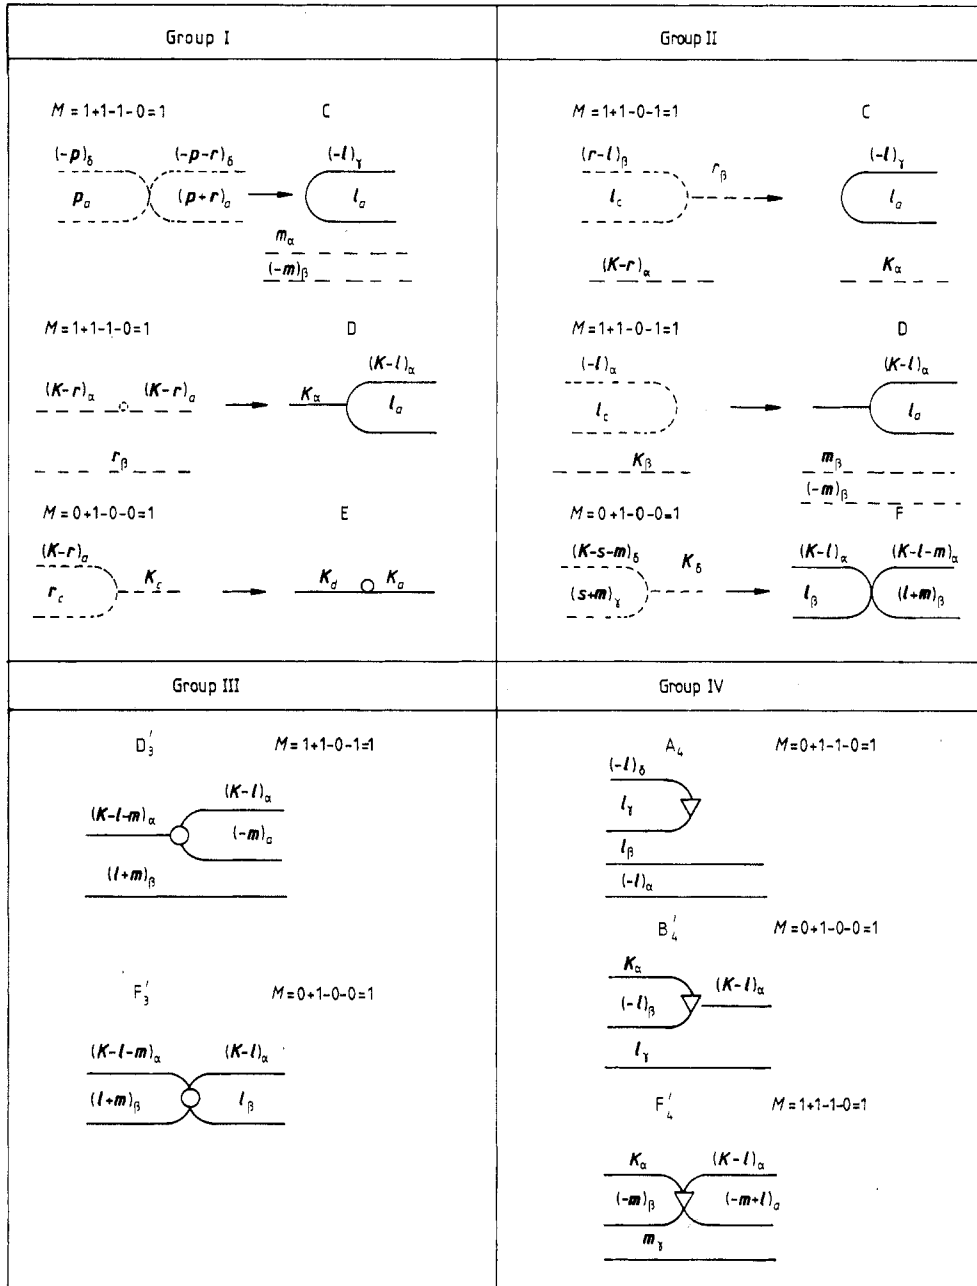 Group I
M = 1+1-1-0=1 C
(-p)δ (-p-r)δ (-l)γ
pa (p+r)a la
mα
(-m)β
M = 1+1-1-0=1 D
(K-l)α
(K-r)α (K-r)a Kα la
rβ
M = 0+1-0-0=1 E
(K-r)a
rc Kc Kd Ka
Group II
M = 1+1-0-1=1 C
(r-l)β rβ (-l)γ
lc la
(K-r)α Kα
M = 1+1-0-1=1 D
(-l)α (K-l)α
lc la
Kβ mβ
(-m)β
M = 0+1-0-0=1 F
(K-s-m)δ Kδ (K-l)α (K-l-m)α
(s+m)γ lβ (l+m)β
Group III
D'3 M = 1+1-0-1=1
(K-l)α
(K-l-m)α (-m)a
(l+m)β
F'3 M = 0+1-0-0=1
(K-l-m)α (K-l)α
(l+m)β lβ
Group IV
A4 M = 0+1-1-0=1
(-l)δ
lγ
lβ
(-l)α
B'4 M = 0+1-0-0=1
Kα (K-l)α
(-l)β
lγ
F'4 M = 1+1-1-0=1
Kα (K-l)α
(-m)β (-m+l)a
mγ